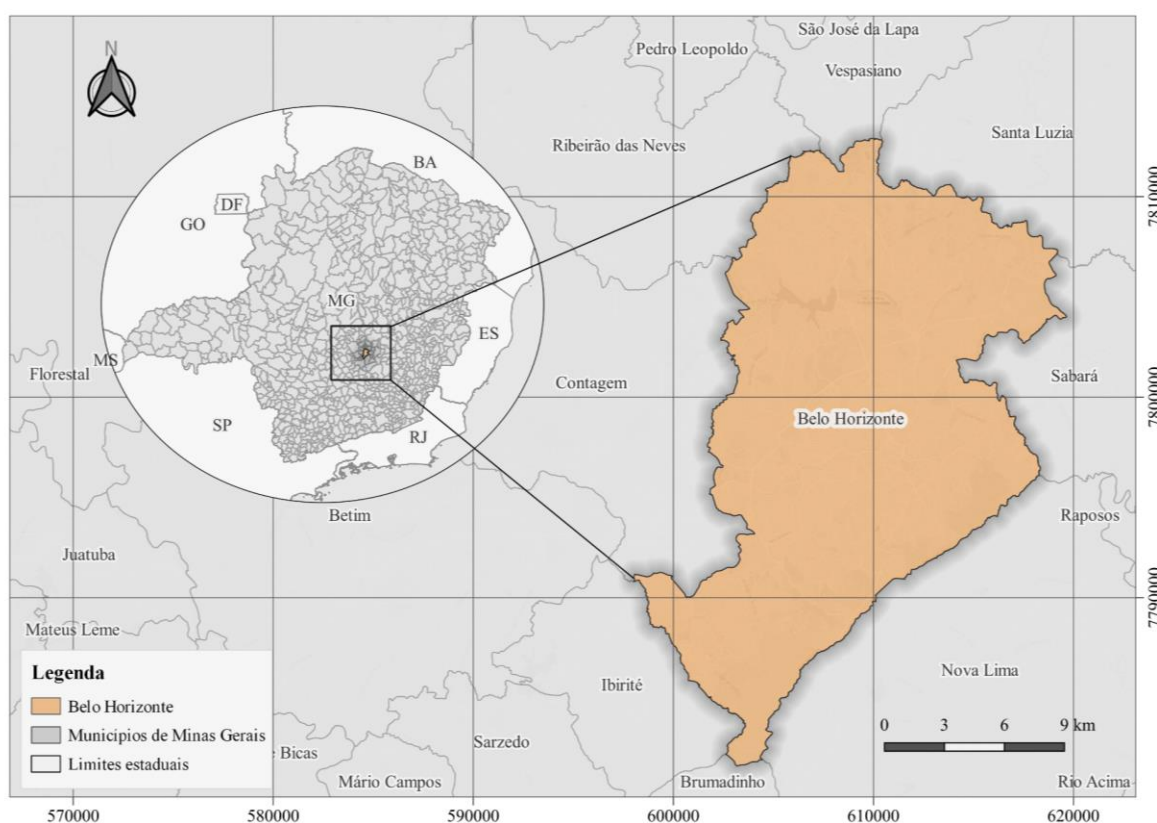 São José da Lapa
N
Pedro Leopoldo
Vespasiano
Santa Luzia
Ribeirão das Neves
BA
DF
GO
7810000
MG
ES
MS
Florestal
Contagem
Sabará
7800000
SP
Belo Horizonte
RJ
Betim
Raposos
Juatuba
7790000
Mateus Leme
Legenda
Belo Horizonte
Municípios de Minas Gerais
Limites estaduais
Ibirité
Nova Lima
0 3 6 9 km
Sarzedo
e Bicas
Mário Campos
Brumadinho
Rio Acima
570000 580000 590000 600000 610000 620000